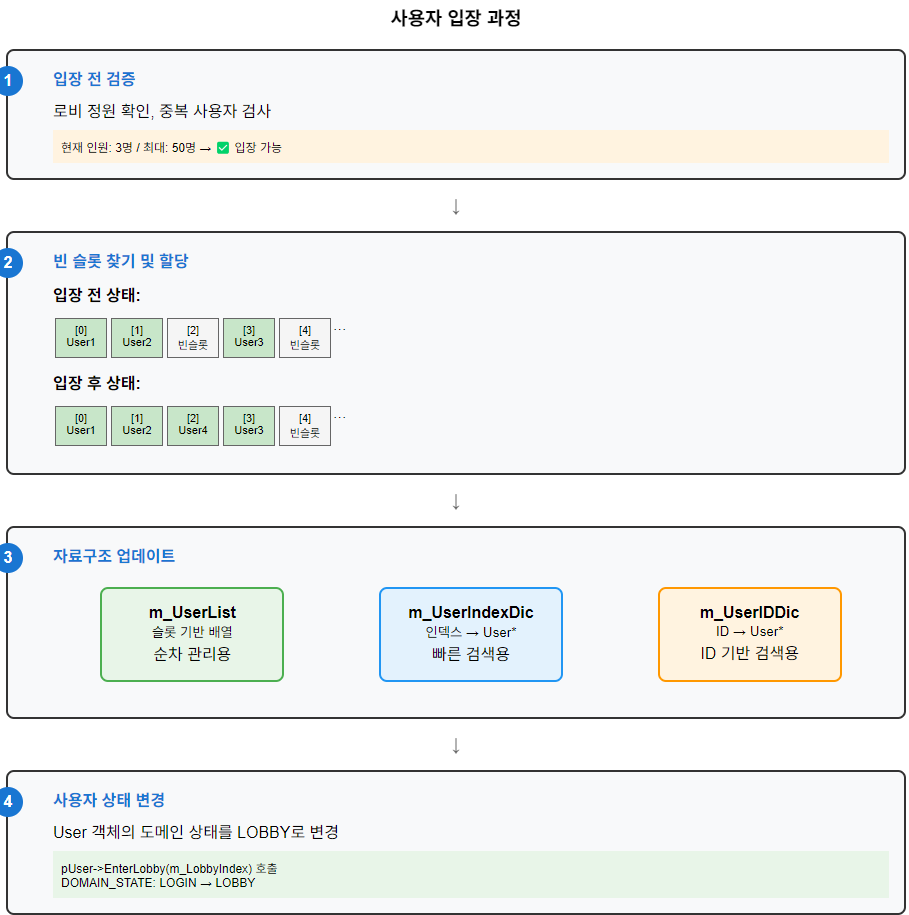 사용자 입장 과정
1
입장 전 검증
로비 정원 확인, 중복 사용자 검사
현재 인원: 3명 / 최대: 50명 → ✅ 입장 가능
↓
2
빈 슬롯 찾기 및 할당
입장 전 상태:
[0] [1] [2] [3] [4] ...
User1 User2 빈슬롯 User3 빈슬롯
입장 후 상태:
[0] [1] [2] [3] [4] ...
User1 User2 User4 User3 빈슬롯
↓
3
자료구조 업데이트
m_UserList
슬롯 기반 배열
순차 관리용
m_UserIndexDic
인덱스 → User*
빠른 검색용
m_UserIDDic
ID → User*
ID 기반 검색용
↓
4
사용자 상태 변경
User 객체의 도메인 상태를 LOBBY로 변경
pUser->EnterLobby(m_LobbyIndex) 호출
DOMAIN_STATE: LOGIN → LOBBY